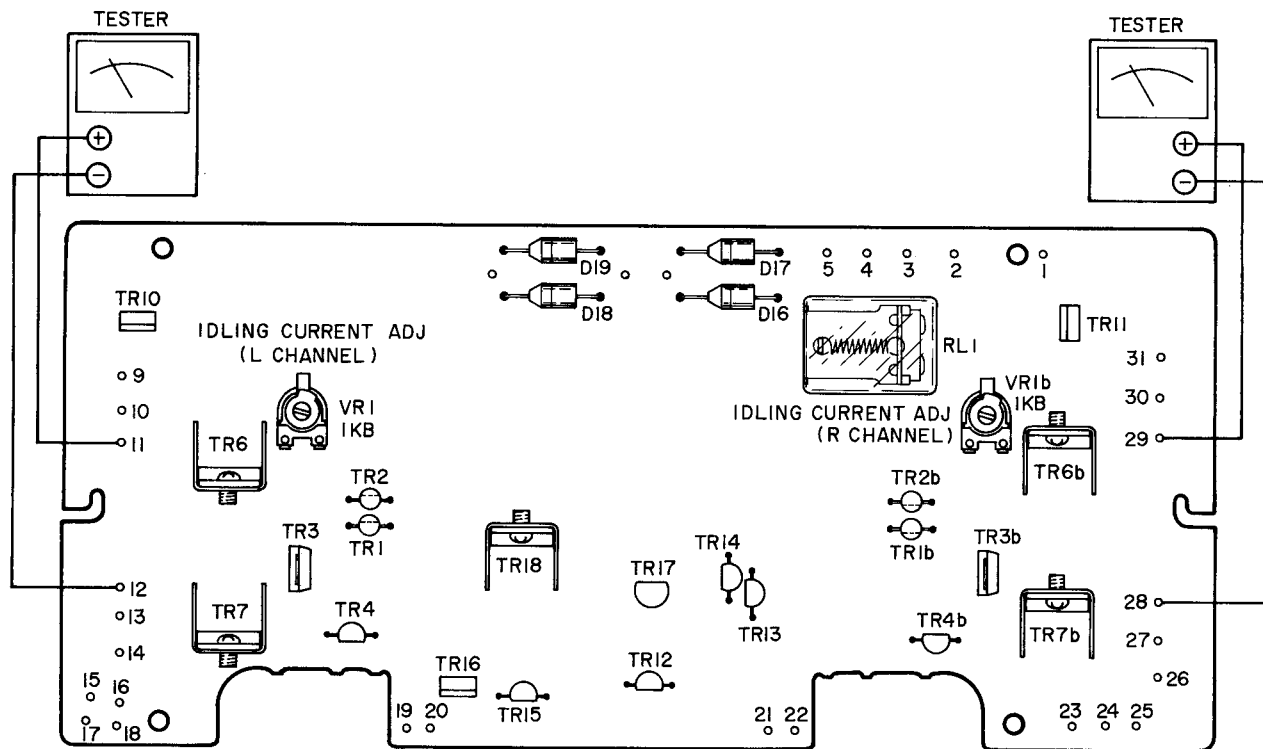 TESTER
TESTER
+
−
+
−
D19
D17
5
4
3
2
1
TR10
D18
D16
TR11
IDLING CURRENT ADJ
(L CHANNEL)
RL1
31
9
VR1
1KB
VR1b
1KB
30
10
IDLING CURRENT ADJ
(R CHANNEL)
11
TR6
29
TR6b
TR2
TR2b
TR1
TR1b
TR3
TR18
TR14
TR3b
TR17
12
TR7
TR4
28
TR7b
13
TR13
TR4b
27
14
TR16
TR12
26
15
16
TR15
17
18
19
20
21
22
23
24
25